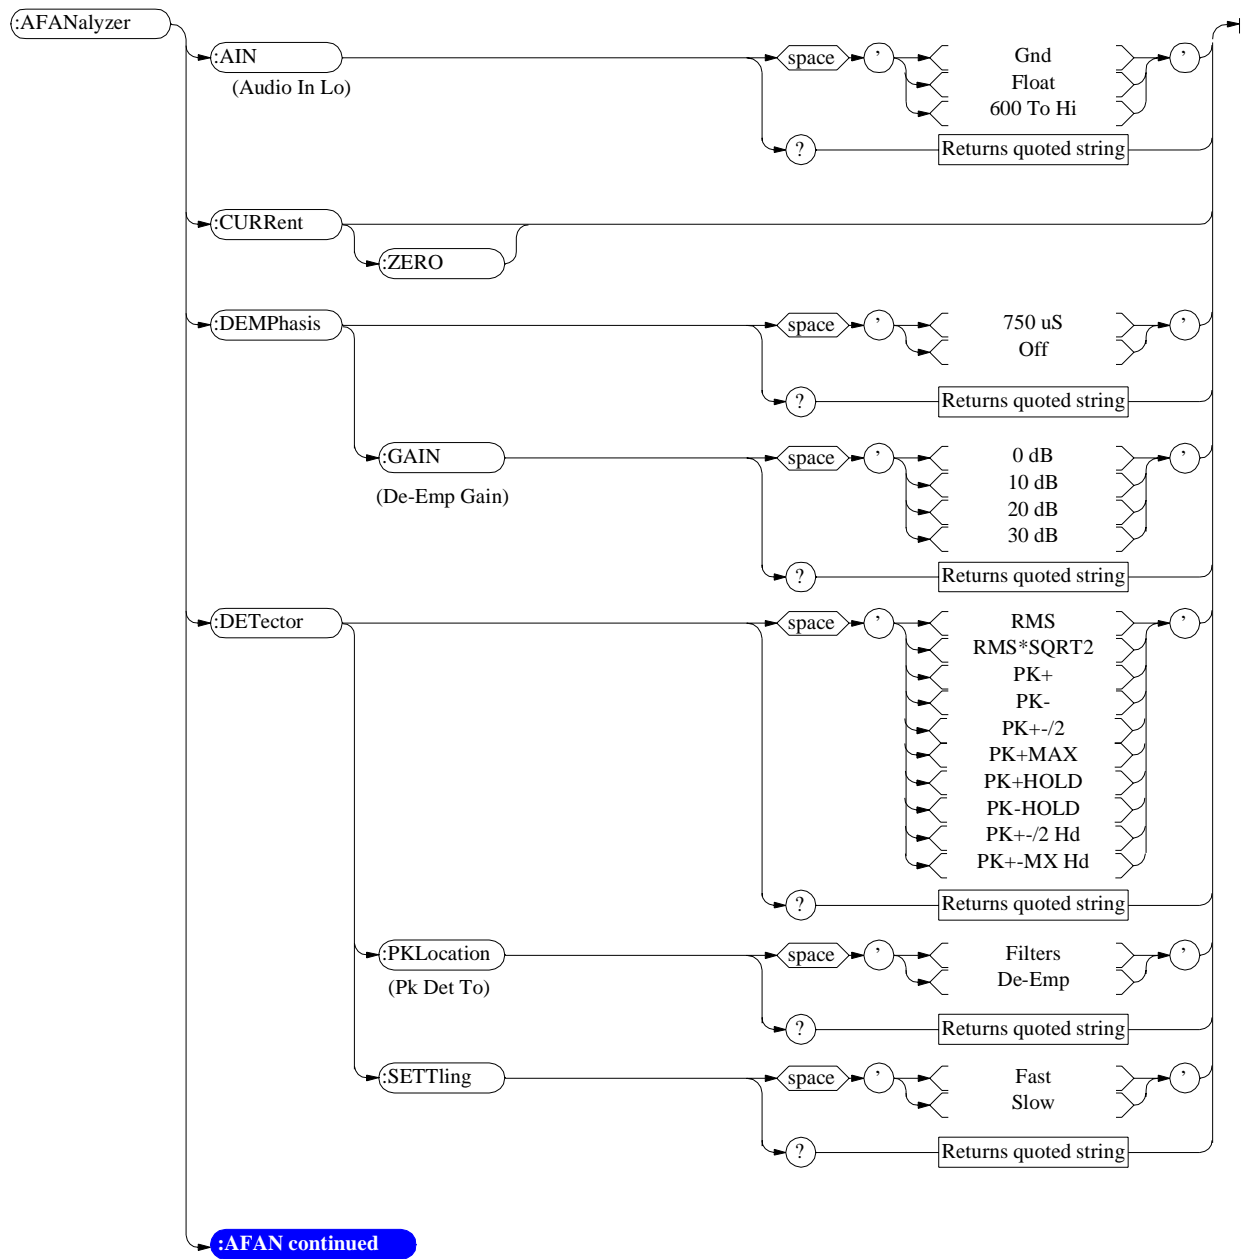 :AFANalyzer
:AIN
(Audio In Lo)
space ' Gnd '
Float
600 To Hi
? Returns quoted string
:CURRent
:ZERO
:DEMPhasis
space ' 750 uS '
Off
? Returns quoted string
:GAIN
(De-Emp Gain)
space ' 0 dB '
10 dB
20 dB
30 dB
? Returns quoted string
:DETector
space ' RMS '
RMS*SQRT2
PK+
PK-
PK+-/2
PK+MAX
PK+HOLD
PK-HOLD
PK+-/2 Hd
PK+-MX Hd
? Returns quoted string
:PKLocation
(Pk Det To)
space ' Filters '
De-Emp
? Returns quoted string
:SETTling
space ' Fast '
Slow
? Returns quoted string
:AFAN continued